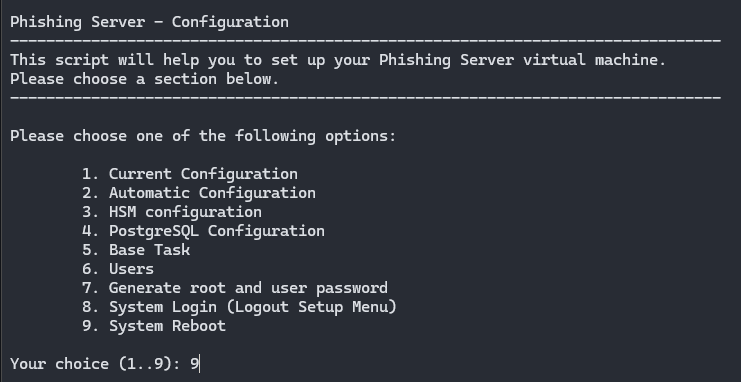 Phishing Server - Configuration
-------------------------------------------------------------------------------
This script will help you to set up your Phishing Server virtual machine.
Please choose a section below.
-------------------------------------------------------------------------------
Please choose one of the following options:
1. Current Configuration
2. Automatic Configuration
3. HSM configuration
4. PostgreSQL Configuration
5. Base Task
6. Users
7. Generate root and user password
8. System Login (Logout Setup Menu)
9. System Reboot
Your choice (1..9): 9